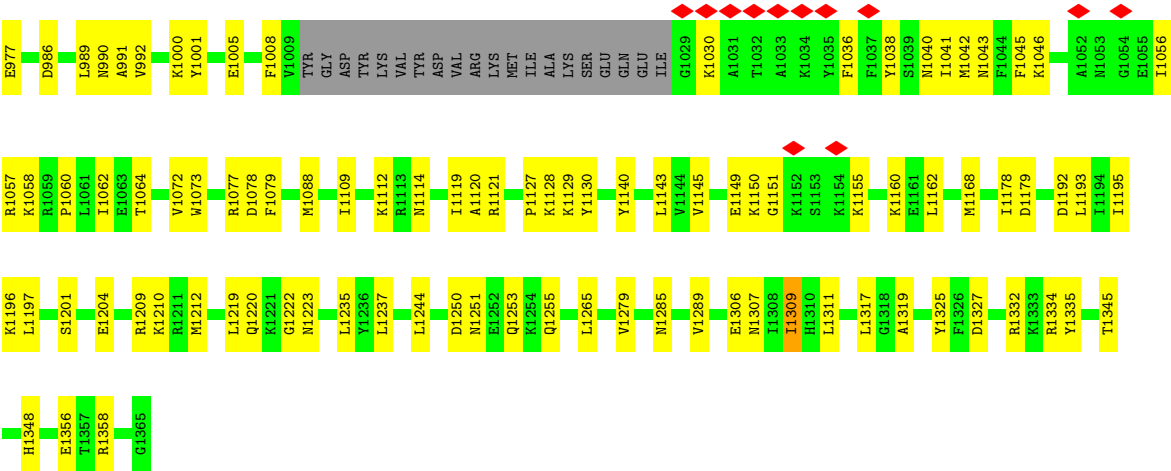 E977 D986 L989 N990 A991 V992 K1000 Y1001 E1005 F1008 V1009 TYR GLY ASP TYR LYS VAL TYR ASP VAL ARG LYS MET ILE ALA LYS SER GLU GLN GLU ILE G1029 K1030 A1031 T1032 A1033 K1034 Y1035 F1036 F1037 Y1038 S1039 N1040 I1041 M1042 N1043 F1044 F1045 K1046 A1052 N1053 G1054 E1055 I1056
R1057 K1058 R1059 P1060 L1061 I1062 E1063 T1064 V1072 W1073 R1077 D1078 F1079 M1088 I1109 K1112 R1113 N1114 I1119 A1120 R1121 P1127 K1128 K1129 Y1130 Y1140 L1143 V1144 V1145 E1149 K1150 G1151 K1152 S1153 K1154 K1155 K1160 E1161 L1162 M1168 I1178 D1179 D1192 L1193 I1194 I1195
K1196 L1197 S1201 E1204 R1209 K1210 R1211 M1212 L1219 Q1220 K1221 G1222 N1223 L1235 Y1236 L1237 L1244 D1250 N1251 E1252 Q1253 K1254 Q1255 L1265 V1279 N1285 V1289 E1306 N1307 I1308 I1309 H1310 L1311 L1317 G1318 A1319 Y1325 F1326 D1327 R1332 K1333 R1334 Y1335 T1345
H1348 E1356 T1357 R1358 G1365